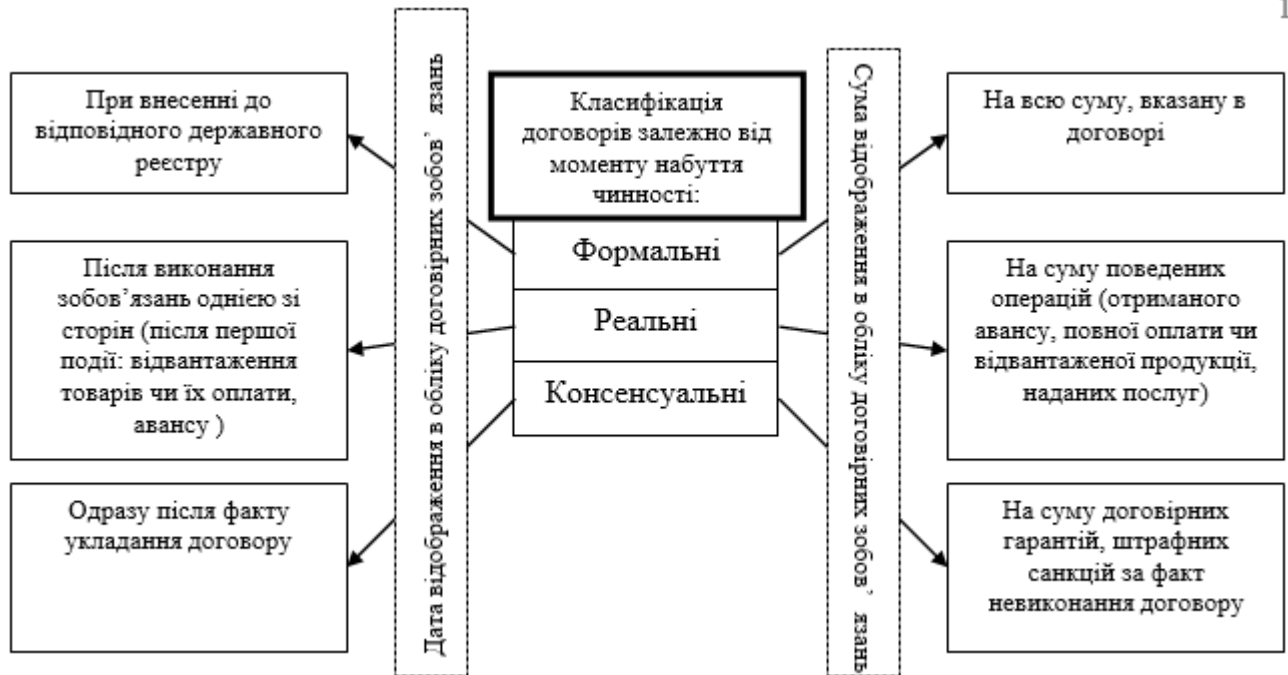 При внесенні до
відповідного державного
реєстру
Після виконання
зобов’язань однією зі
сторін (після першої
події: відвантаження
товарів чи їх оплати,
авансу )
Одразу після факту
укладання договору
Дата відображення в обліку договірних зобов’ язань
Класифікація
договорів залежно від
моменту набуття
чинності:
Формальні
Реальні
Консенсуальні
Сума відображення в обліку договірних зобов’ язань
На всю суму, вказану в
договорі
На суму поведених
операцій (отриманого
авансу, повної оплати чи
відвантаженої продукції,
наданих послуг)
На суму договірних
гарантій, штрафних
санкцій за факт
невиконання договору